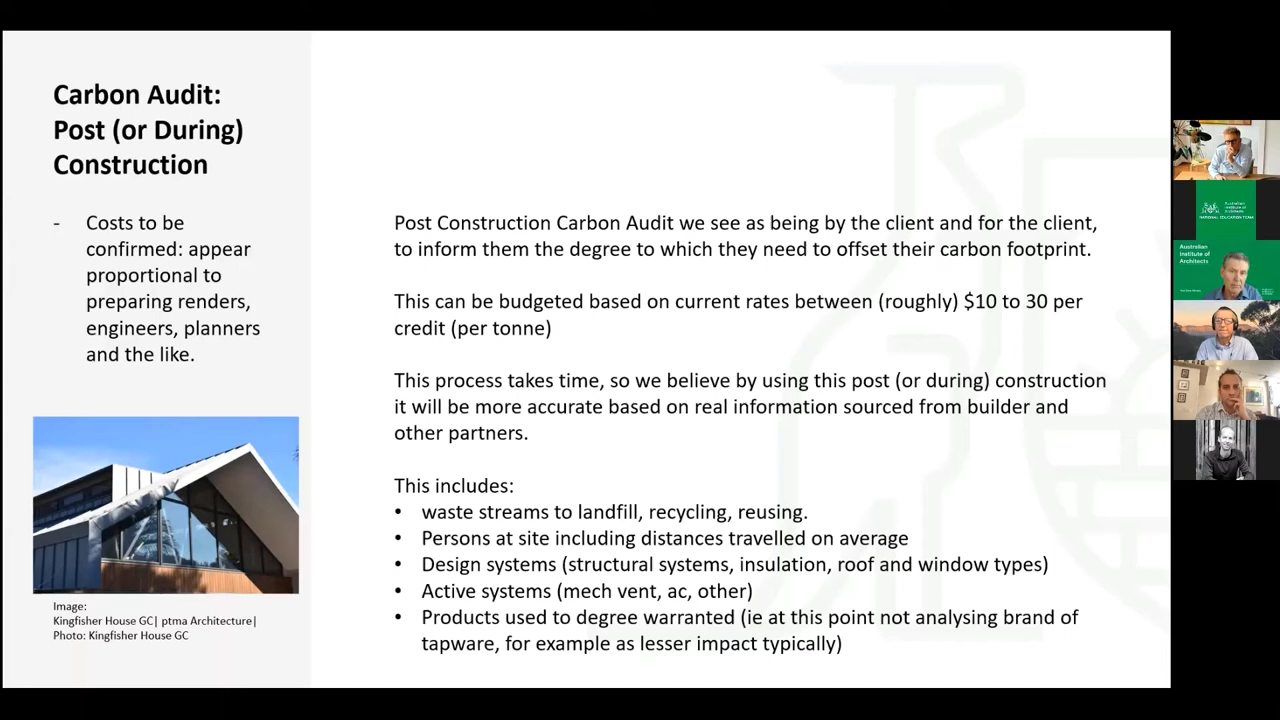 Carbon Audit:
Post (or During)
Construction
- Costs to be
confirmed: appear
proportional to
preparing renders,
engineers, planners
and the like.
Image:
Kingfisher House GC| ptma Architecture|
Photo: Kingfisher House GC
Post Construction Carbon Audit we see as being by the client and for the client,
to inform them the degree to which they need to offset their carbon footprint.
This can be budgeted based on current rates between (roughly) $10 to 30 per
credit (per tonne)
This process takes time, so we believe by using this post (or during) construction
it will be more accurate based on real information sourced from builder and
other partners.
This includes:
• waste streams to landfill, recycling, reusing.
• Persons at site including distances travelled on average
• Design systems (structural systems, insulation, roof and window types)
• Active systems (mech vent, ac, other)
• Products used to degree warranted (ie at this point not analysing brand of
tapware, for example as lesser impact typically)
Australian
Institute of
Architects
NATIONAL EDUCATION TEAM
Australian
Institute of
Architects